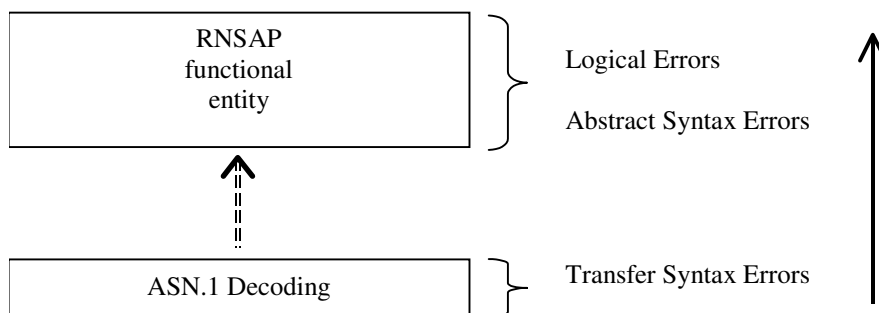 RNSAP
functional
entity
Logical Errors
Abstract Syntax Errors
ASN.1 Decoding
Transfer Syntax Errors